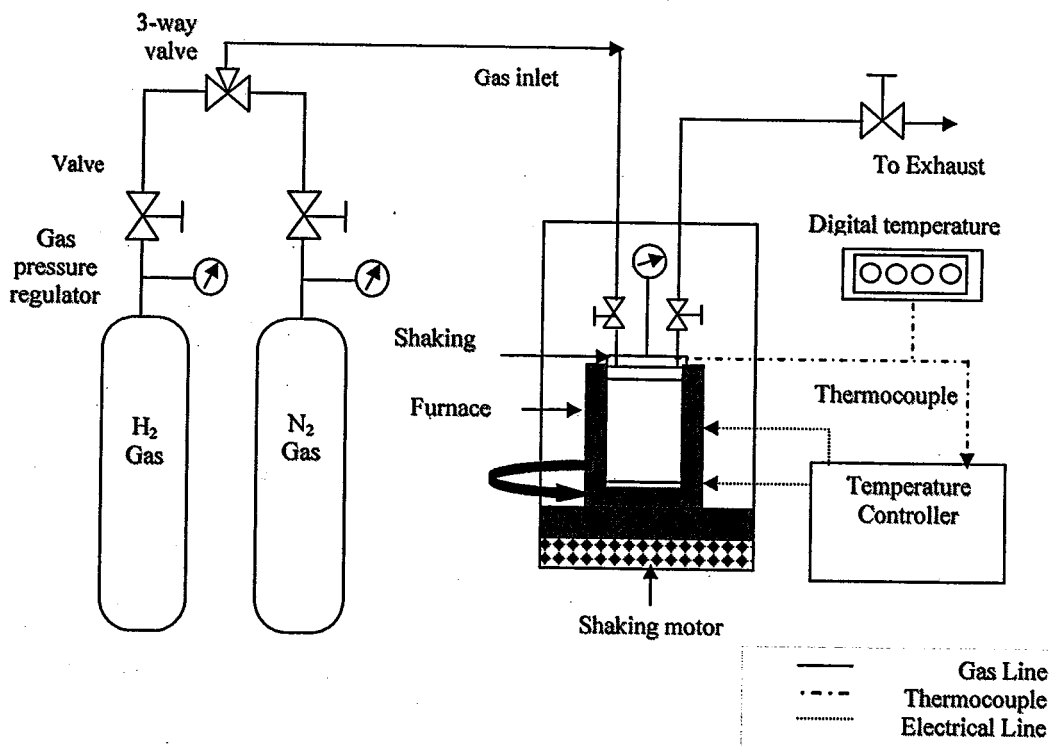 3-way
valve
Gas inlet
Valve
To Exhaust
Gas
pressure
regulator
Digital temperature
Shaking
Furnace
Thermocouple
H₂
Gas
N₂
Gas
Temperature
Controller
Shaking motor
Gas Line
Thermocouple
Electrical Line